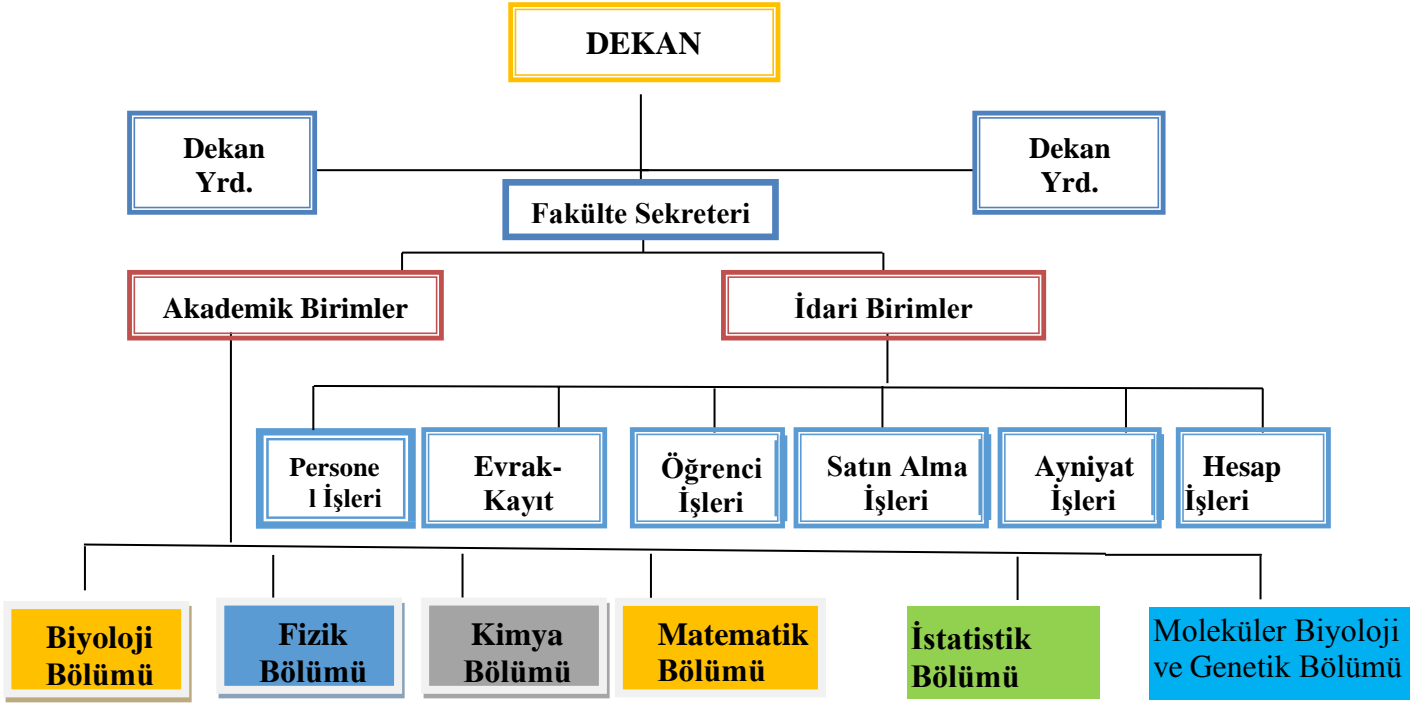 DEKAN
Dekan
Yrd.
Dekan
Yrd.
Fakülte Sekreteri
Akademik Birimler
İdari Birimler
Persone
l İşleri
Evrak-
Kayıt
Öğrenci
İşleri
Satın Alma
İşleri
Ayniyat
İşleri
Hesap
İşleri
Biyoloji
Bölümü
Fizik
Bölümü
Kimya
Bölümü
Matematik
Bölümü
İstatistik
Bölümü
Moleküler Biyoloji
ve Genetik Bölümü